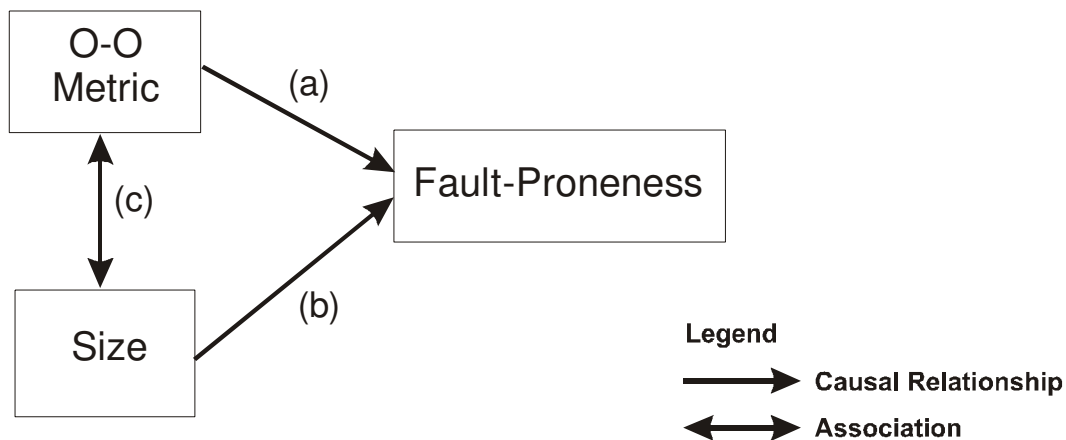 O-O
Metric
(a)
Fault-Proneness
(c)
(b)
Size
Legend
Causal Relationship
Association